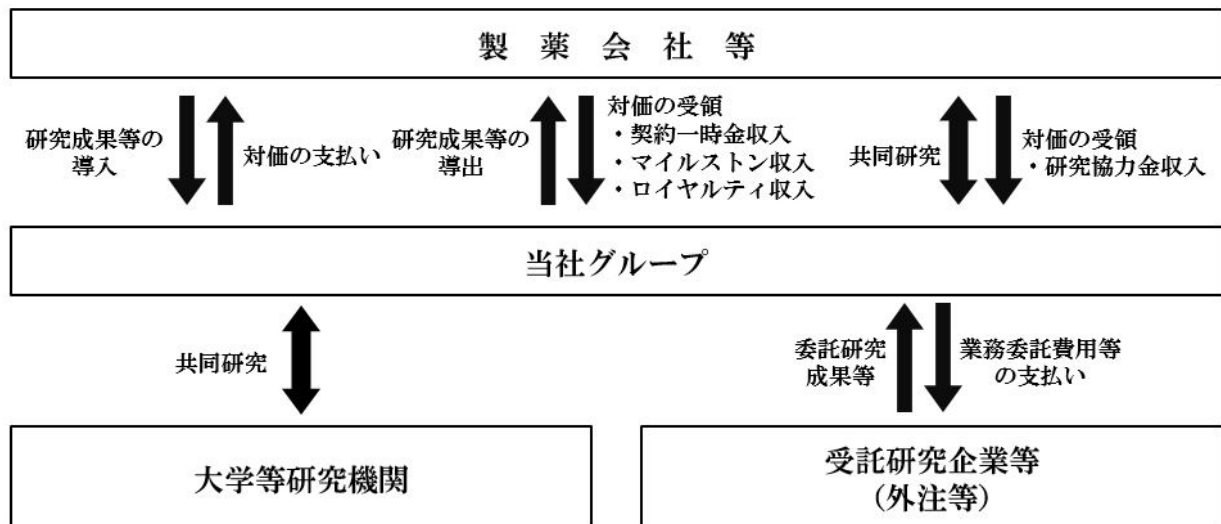 製薬会社等
研究成果等の
導入
対価の支払い
研究成果等の
導出
対価の受領
・契約一時金収入
・マイルストン収入
・ロイヤルティ収入
共同研究
対価の受領
・研究協力金収入
当社グループ
共同研究
委託研究
成果等
業務委託費用等
の支払い
大学等研究機関
受託研究企業等
（外注等）